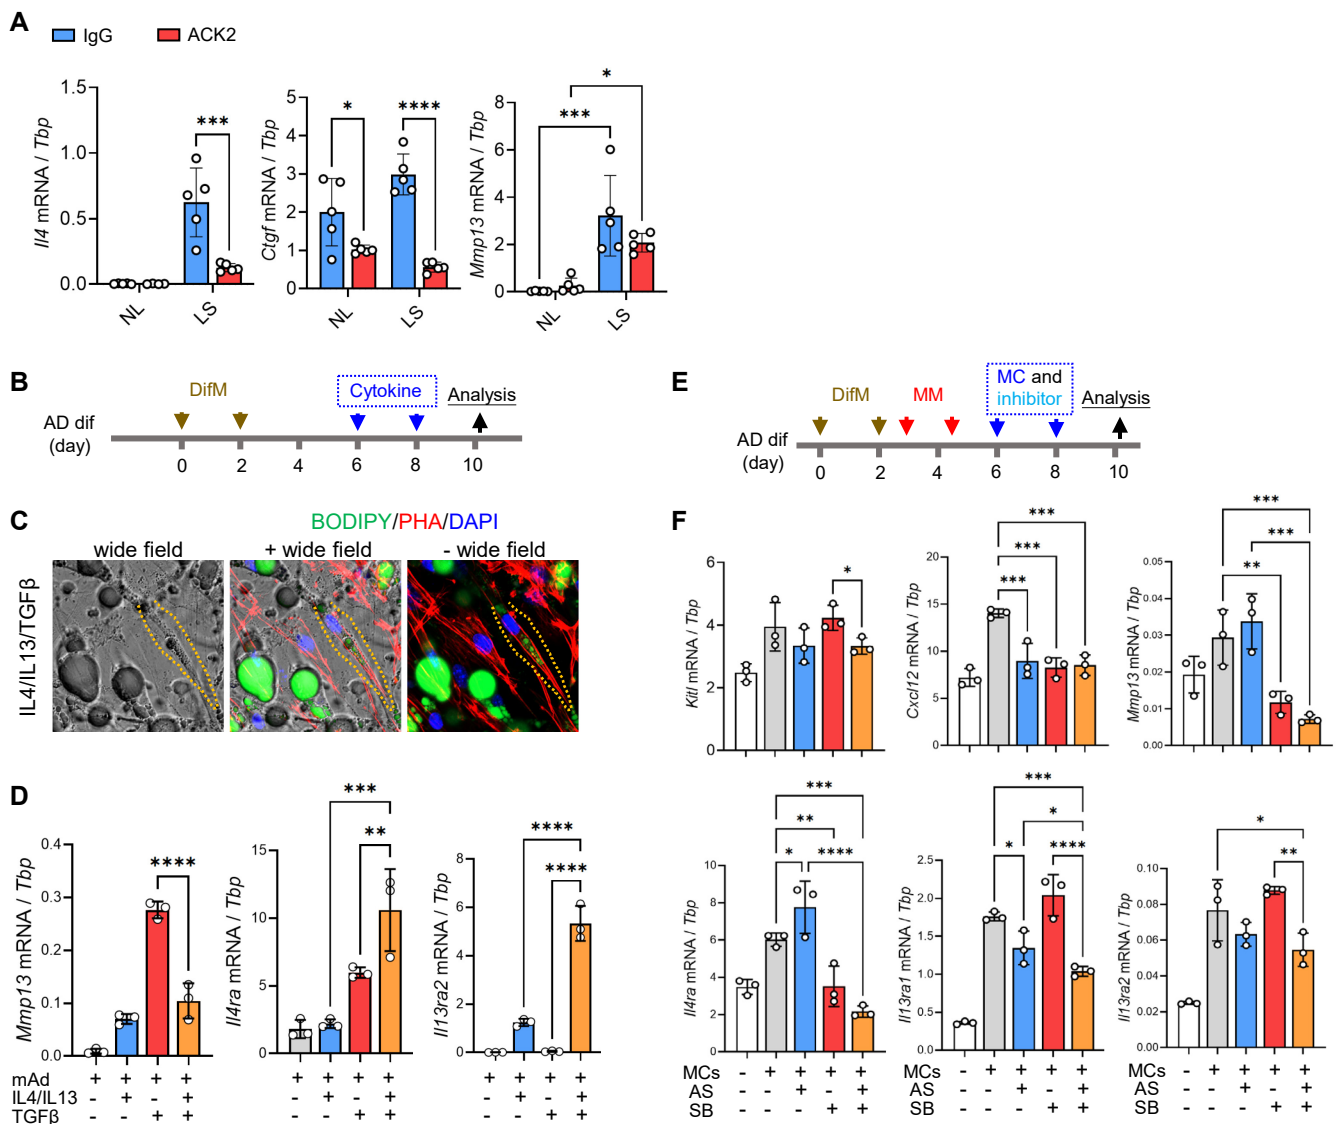 A
IgG
ACK2
Il4 mRNA / Tbp
1.5
1.0
0.5
0.0
***
NL
LS
Ctgf mRNA / Tbp
5
4
3
2
1
0
*
****
NL
LS
Mmp13 mRNA / Tbp
8
6
4
2
0
***
*
NL
LS
B
DifM
Cytokine
Analysis
AD dif
(day)
0
2
4
6
8
10
C
BODIPY/PHA/DAPI
wide field
+ wide field
- wide field
IL4/IL13/TGFβ
D
Mmp13 mRNA / Tbp
0.4
0.3
0.2
0.1
0.0
****
Il4ra mRNA / Tbp
15
10
5
0
***
**
Il13ra2 mRNA / Tbp
8
6
4
2
0
****
****
mAd + + + + + + + + + + + +
IL4/IL13 - + - + - + - + - + - +
TGFβ - - + + - - + + - - + +
E
DifM
MM
MC and
inhibitor
Analysis
AD dif
(day)
0
2
4
6
8
10
F
Kitl mRNA / Tbp
6
4
2
0
*
Cxcl12 mRNA / Tbp
20
15
10
5
0
***
***
***
Mmp13 mRNA / Tbp
0.05
0.04
0.03
0.02
0.01
0.00
***
***
**
Il4ra mRNA / Tbp
10
8
6
4
2
0
***
**
*
****
MCs - + + + +
AS - - + - +
SB - - - + +
Il13ra1 mRNA / Tbp
2.5
2.0
1.5
1.0
0.5
0.0
***
*
*
****
MCs - + + + +
AS - - + - +
SB - - - + +
Il13ra2 mRNA / Tbp
0.10
0.08
0.06
0.04
0.02
0.00
*
**
MCs - + + + +
AS - - + - +
SB - - - + +